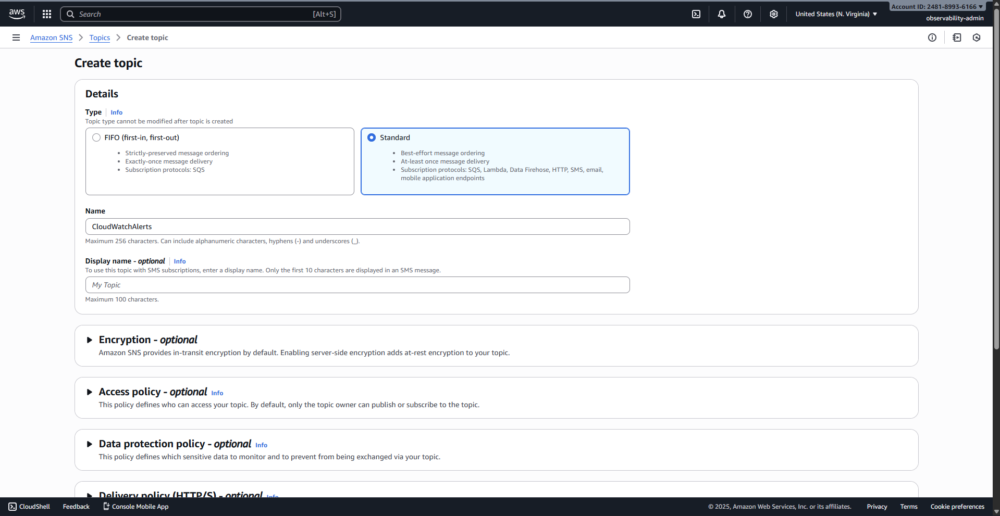 aws
Search [Alt+S]
United States (N. Virginia)
Account ID: 2481-8993-6166
observability-admin
Amazon SNS
Topics
Create topic
Create topic
Details
Type
Info
Topic type cannot be modified after topic is created
FIFO (first-in, first-out)
Strictly-preserved message ordering
Exactly-once message delivery
Subscription protocols: SQS
Standard
Best-effort message ordering
At-least once message delivery
Subscription protocols: SQS, Lambda, Data Firehose, HTTP, SMS, email,
mobile application endpoints
Name
CloudWatchAlerts
Maximum 256 characters. Can include alphanumeric characters, hyphens (-) and underscores (_).
Display name - optional
Info
To use this topic with SMS subscriptions, enter a display name. Only the first 10 characters are displayed in an SMS message.
My Topic
Maximum 100 characters.
Encryption - optional
Amazon SNS provides in-transit encryption by default. Enabling server-side encryption adds at-rest encryption to your topic.
Access policy - optional Info
This policy defines who can access your topic. By default, only the topic owner can publish or subscribe to the topic.
Data protection policy - optional Info
This policy defines which sensitive data to monitor and to prevent from being exchanged via your topic.
Delivery policy (HTTP/S) - optional Info
CloudShell
Feedback
Console Mobile App
© 2025, Amazon Web Services, Inc. or its affiliates.
Privacy
Terms
Cookie preferences